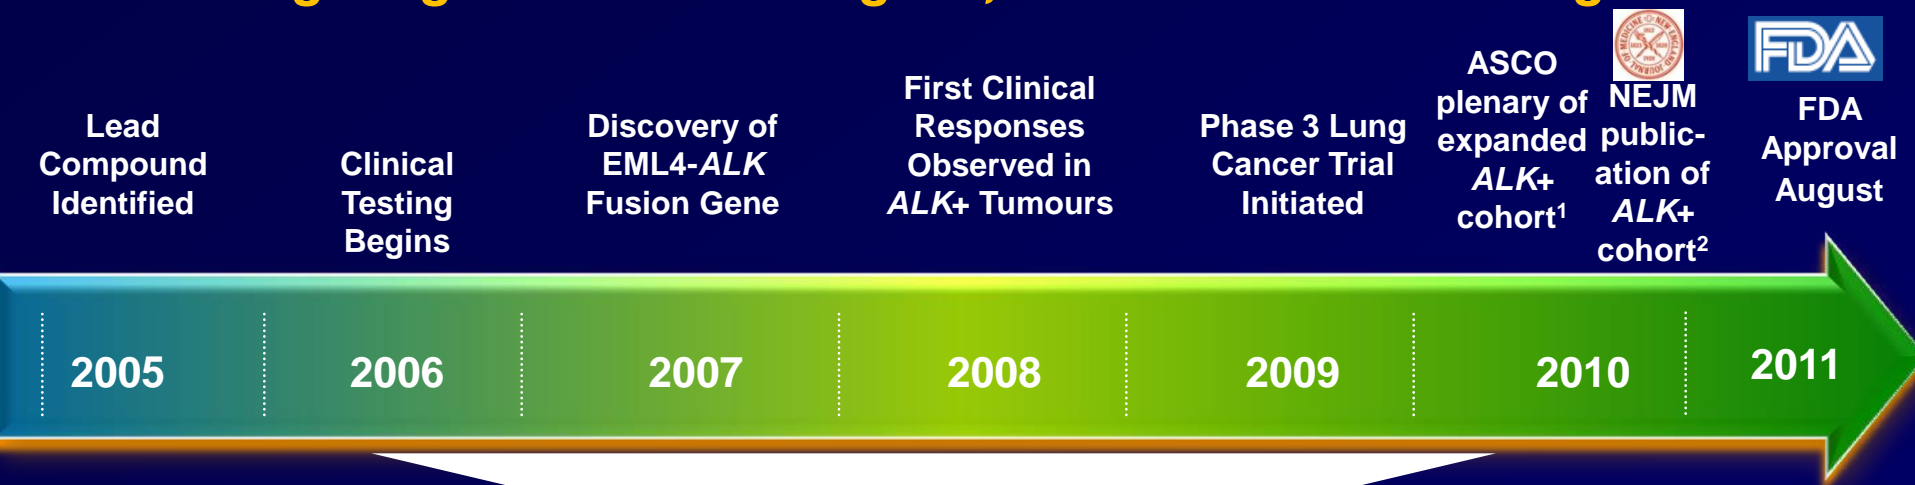 Lead
Compound
Identified
Clinical
Testing
Begins
Discovery of
EML4-ALK
Fusion Gene
First Clinical
Responses
Observed in
ALK+ Tumours
Phase 3 Lung
Cancer Trial
Initiated
ASCO
plenary of
expanded
ALK+
cohort¹
NEJM
public-
ation of
ALK+
cohort²
FDA
FDA
Approval
August
2005
2006
2007
2008
2009
2010
2011